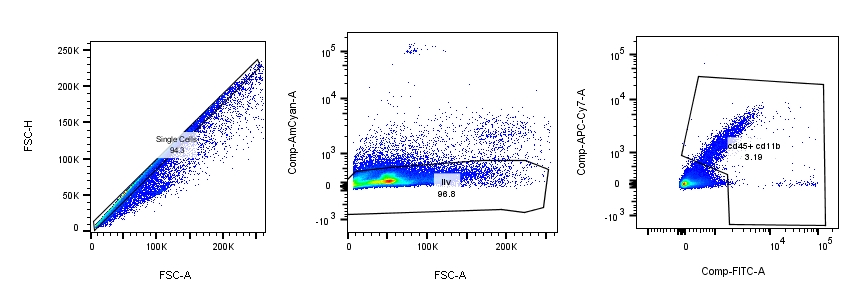 250K
200K
150K
100K
50K
0
FSC-H
Single Cells
94.3
100K
200K
FSC-A
10^5
10^4
10^3
0
-10^3
Comp-AmCyan-A
liv
96.8
0
100K
200K
FSC-A
10^5
10^4
10^3
0
-10^3
Comp-APC-Cy7-A
cd45+ cd11b
3.19
0
10^4
10^5
Comp-FITC-A